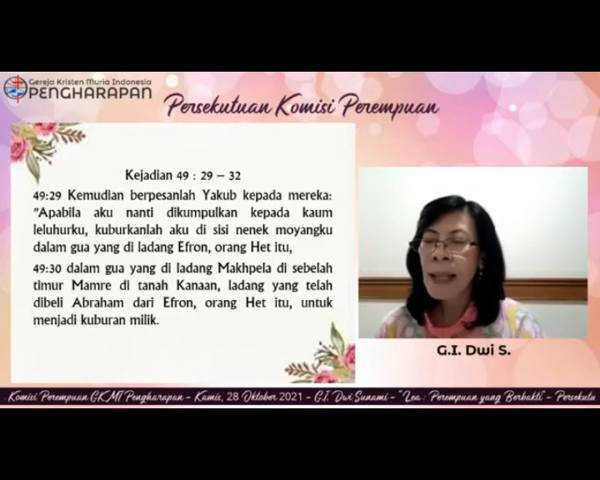 Gereja Kristen Muria Indonesia
PENGHARAPAN
Persekutuan Komisi Perempuan
Kejadian 49 : 29 – 32
49:29 Kemudian berpesanlah Yakub kepada mereka:
"Apabila aku nanti dikumpulkan kepada kaum
leluhurku, kuburkanlah aku di sisi nenek moyangku
dalam gua yang di ladang Efron, orang Het itu,
49:30 dalam gua yang di ladang Makhpela di sebelah
timur Mamre di tanah Kanaan, ladang yang telah
dibeli Abraham dari Efron, orang Het itu, untuk
menjadi kuburan milik.
G.I. Dwi S.
Komisi Perempuan GKMI Pengharapan - Kamis, 28 Oktober 2021 - G.I. Dwi Sunami - "Lea : Perempuan yang Berbakti" - Persekutu